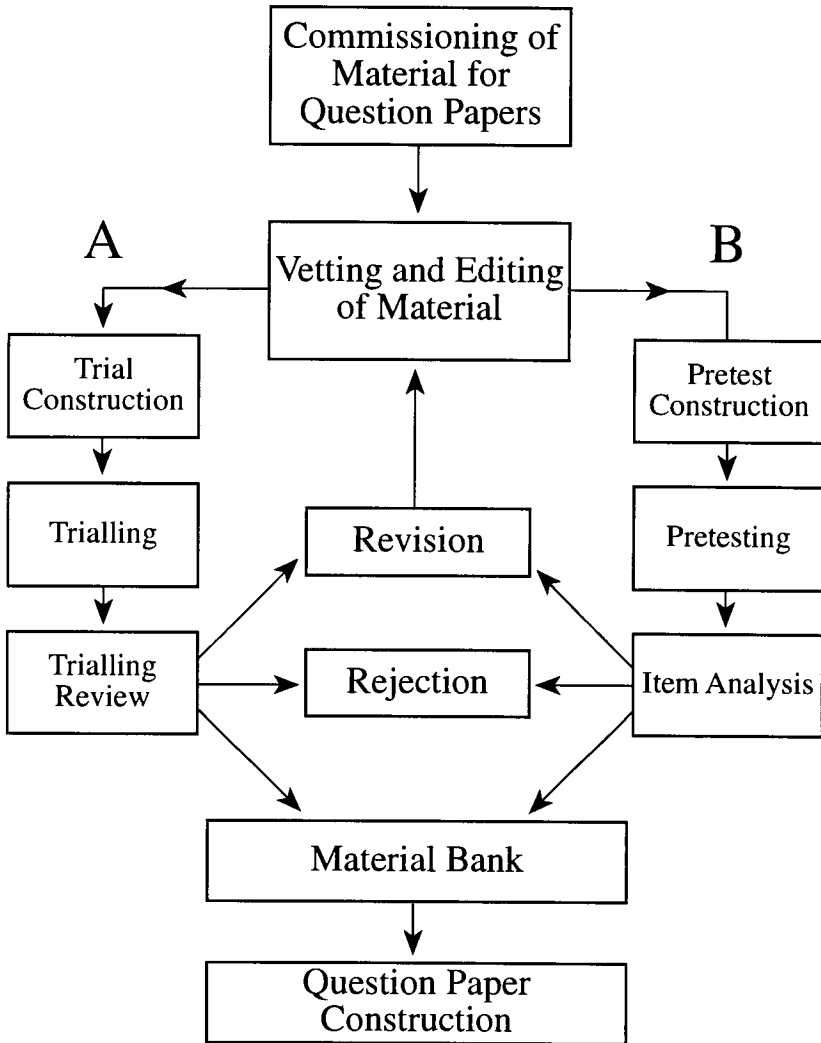 Commissioning of
Material for
Question Papers
A
Vetting and Editing
of Material
B
Trial
Construction
Pretest
Construction
Trialling
Revision
Pretesting
Trialling
Review
Rejection
Item Analysis
Material Bank
Question Paper
Construction